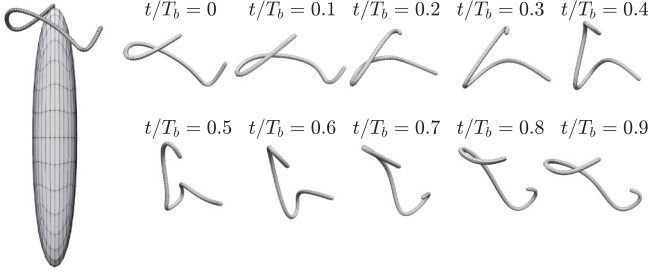 t/T_b = 0 t/T_b = 0.1 t/T_b = 0.2 t/T_b = 0.3 t/T_b = 0.4
t/T_b = 0.5 t/T_b = 0.6 t/T_b = 0.7 t/T_b = 0.8 t/T_b = 0.9